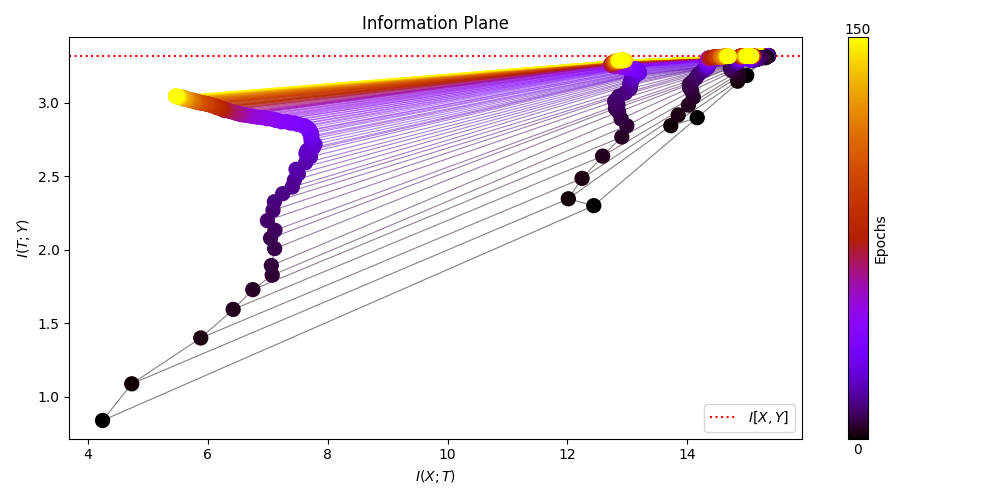 Information Plane
150
3.0
2.5
2.0
1.5
1.0
I(T; Y)
Epochs
I[X, Y]
4 6 8 10 12 14
0
I(X; T)